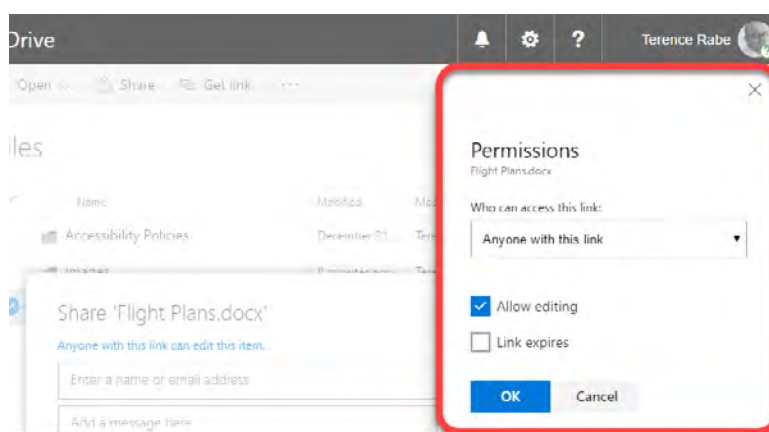 Drive
? Terence Rabe
Open Share Get link ...
Permissions
Flight Plans.docx
iles
Who can access this link:
Name Modified
Anyone with this link
Accessibility Policies December 21... Tere
Images
Allow editing
Share 'Flight Plans.docx'
Anyone with this link can edit this item.
Link expires
Enter a name or email address
OK Cancel
Add a message here